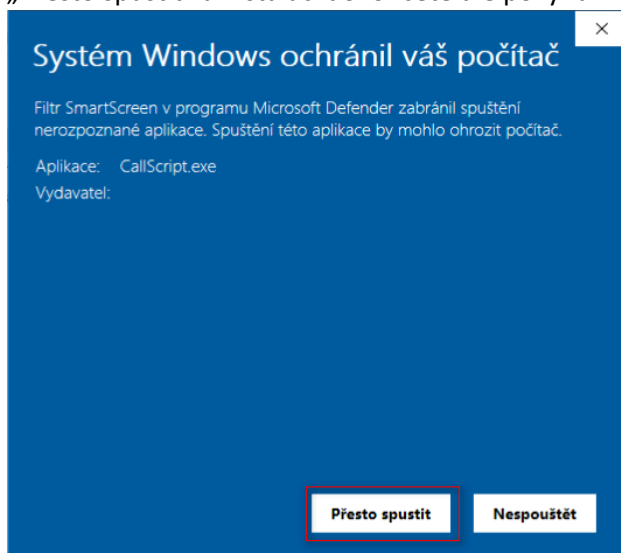 Systém Windows ochránil váš počítač
Filtr SmartScreen v programu Microsoft Defender zabránil spuštění
nerozpoznané aplikace. Spuštění této aplikace by mohlo ohrozit počítač.
Aplikace: CallScript.exe
Vydavatel:
Přesto spustit
Nespouštět